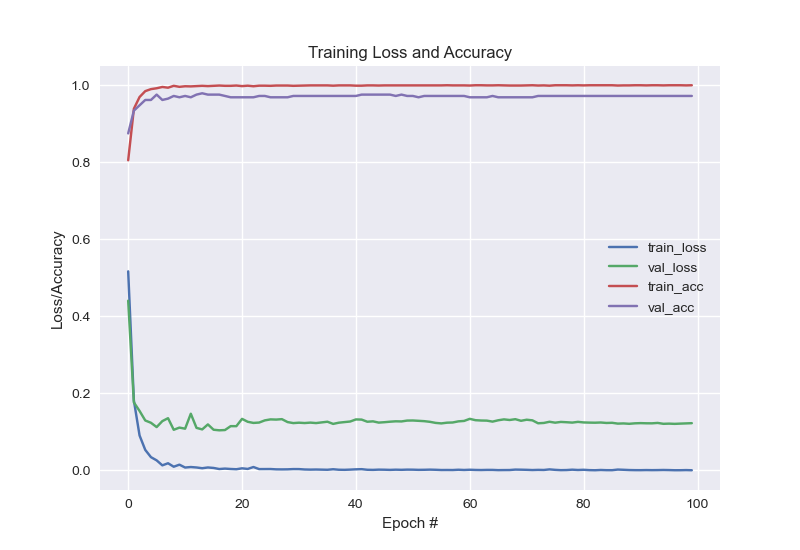 Training Loss and Accuracy
1.0
0.8
0.6
0.4
0.2
0.0
Loss/Accuracy
train_loss
val_loss
train_acc
val_acc
0 20 40 60 80 100
Epoch #